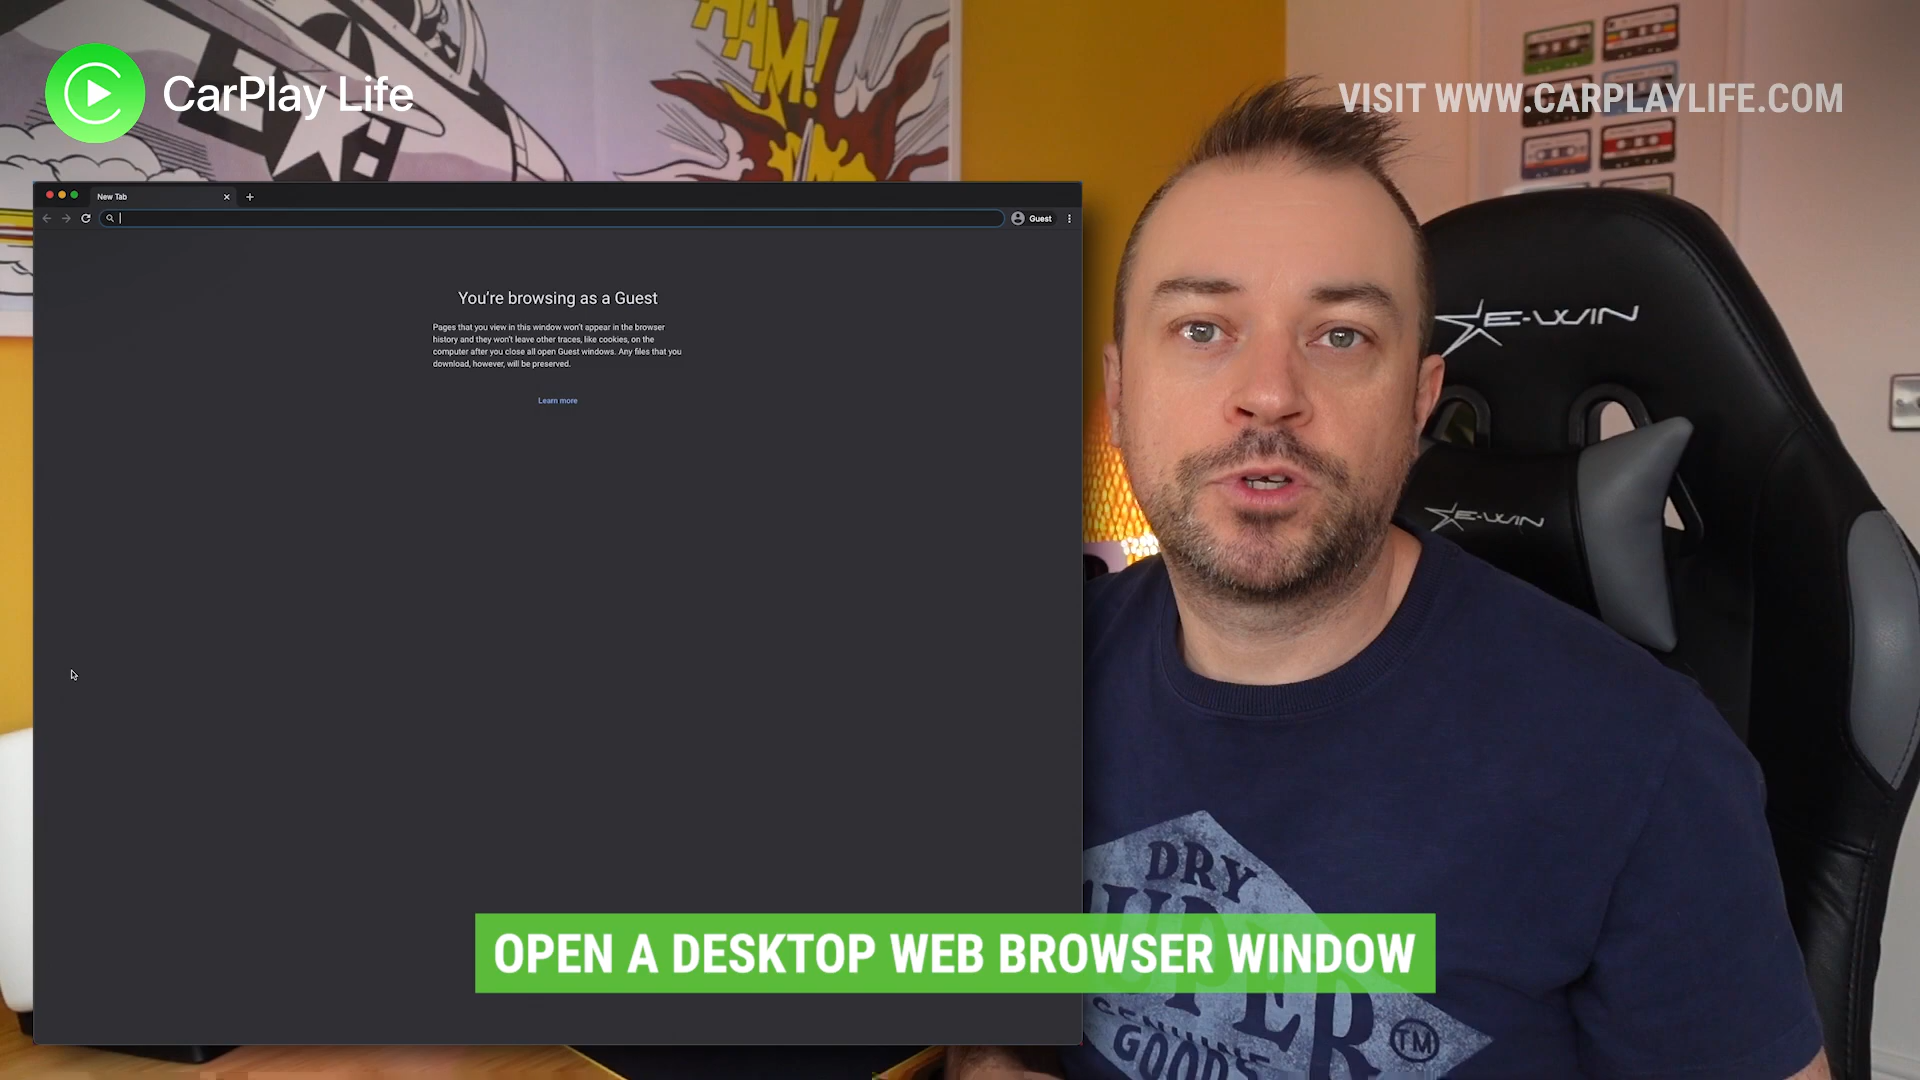 CarPlay Life
VISIT WWW.CARPLAYLIFE.COM
AAM!
New Tab
Guest
You're browsing as a Guest
Pages that you view in this window won't appear in the browser
history and they won't leave other traces, like cookies, on the
computer after you close all open Guest windows. Any files that you
download, however, will be preserved.
Learn more
E-WIN
E-WIN
DRY
OPEN A DESKTOP WEB BROWSER WINDOW
GOODS
TM